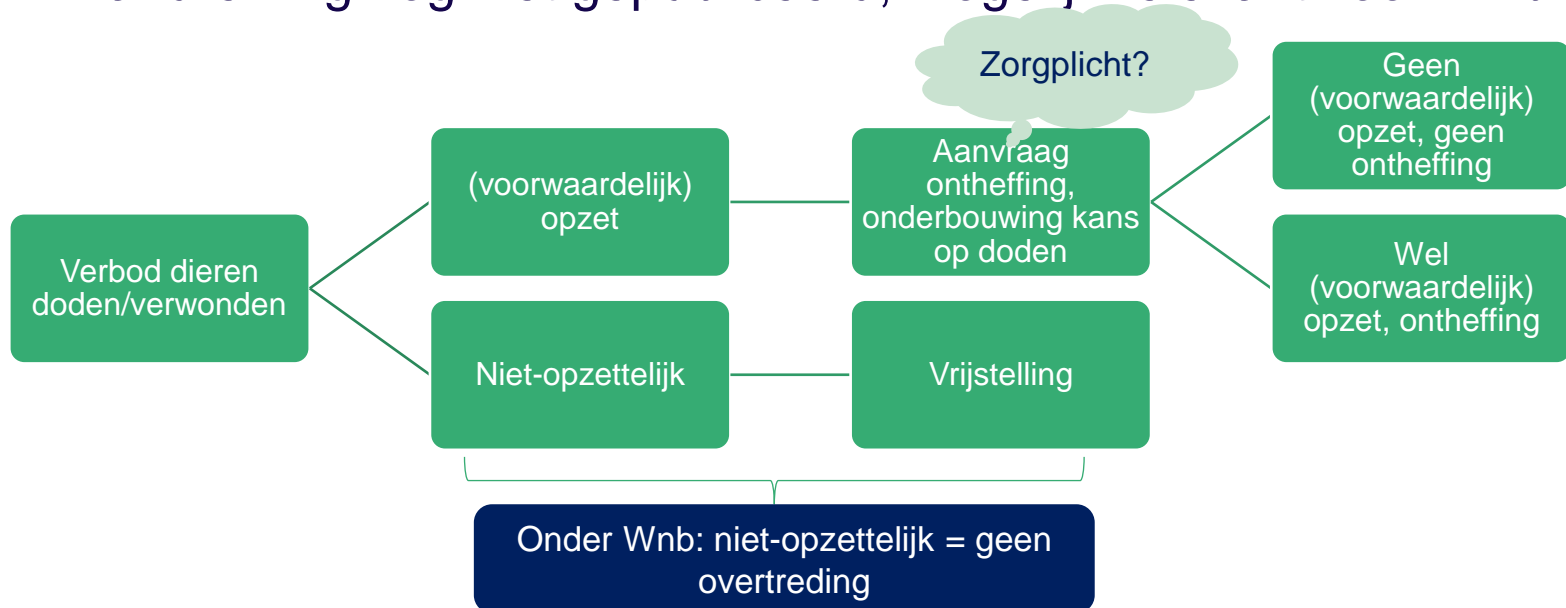 Zorgplicht?
Geen
(voorwaardelijk)
opzet, geen
ontheffing
(voorwaardelijk)
opzet
Aanvraag
ontheffing,
onderbouwing kans
op doden
Verbod dieren
doden/verwonden
Wel
(voorwaardelijk)
opzet, ontheffing
Niet-opzettelijk
Vrijstelling
Onder Wnb: niet-opzettelijk = geen
overtreding